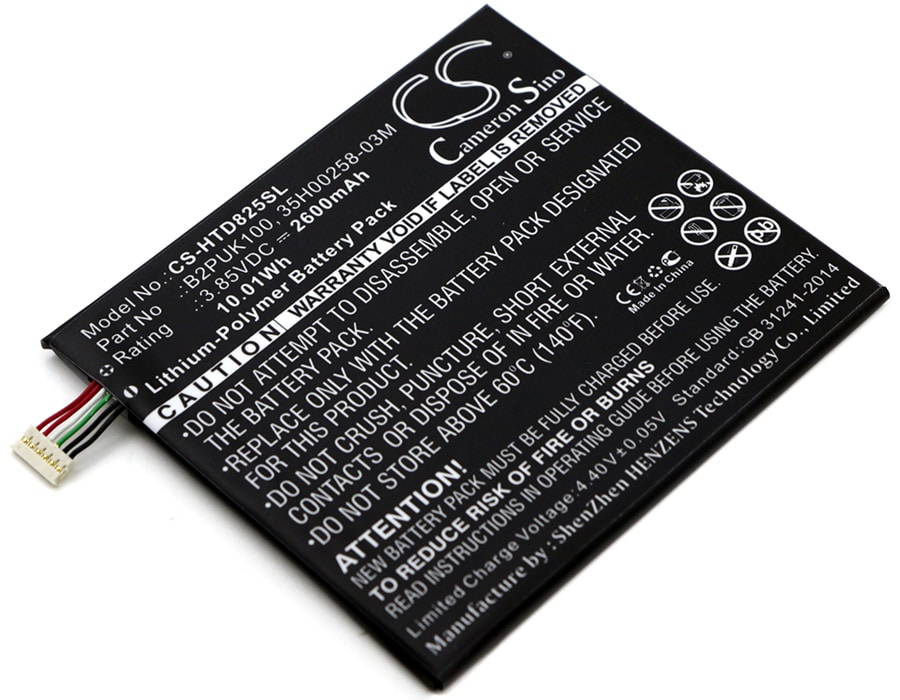 CS
Cameron Sino
Model No.: CS-HTD825SL
Part No : B2PUK100, 35H00258-03M
Rating : 3.85VDC ⎓ 2600mAh
10.01Wh
Lithium-Polymer Battery Pack
CAUTION! WARRANTY VOID IF LABEL IS REMOVED
•DO NOT ATTEMPT TO DISASSEMBLE, OPEN OR SERVICE
THE BATTERY PACK.
•REPLACE ONLY WITH THE BATTERY PACK DESIGNATED
FOR THIS PRODUCT.
•DO NOT CRUSH, PUNCTURE, SHORT EXTERNAL
CONTACTS, OR DISPOSE OF IN FIRE OR WATER.
•DO NOT STORE ABOVE 60°C (140°F).
CE
Made In China
ATTENTION!
NEW BATTERY PACK MUST BE FULLY CHARGED BEFORE USE
TO REDUCE RISK OF FIRE OR BURNS
READ INSTRUCTIONS IN OPERATING GUIDE BEFORE USE
Limited Charge Voltage:4.40V±0.05V Standard:GB 31241-2014
Manufacture by : ShenZhen HENZENS Technology Co., Limited